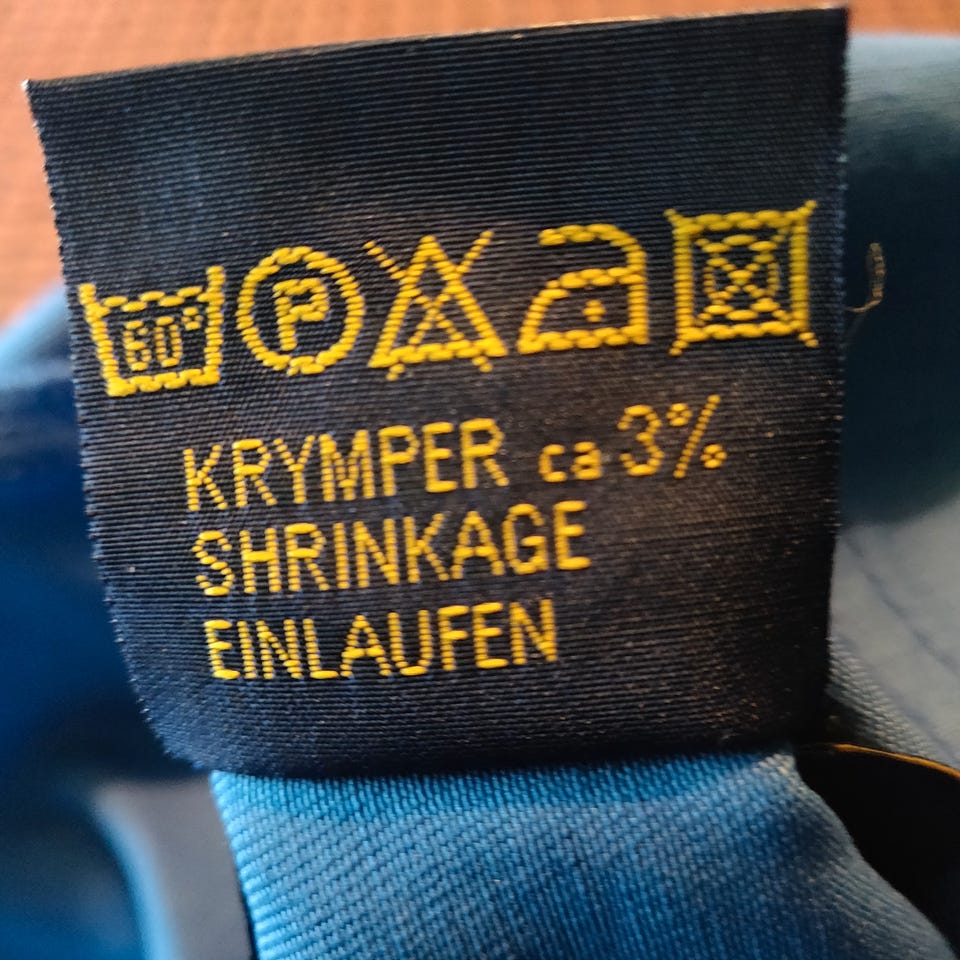 60°
P
KRYMPER ca 3%
SHRINKAGE
EINLAUFEN